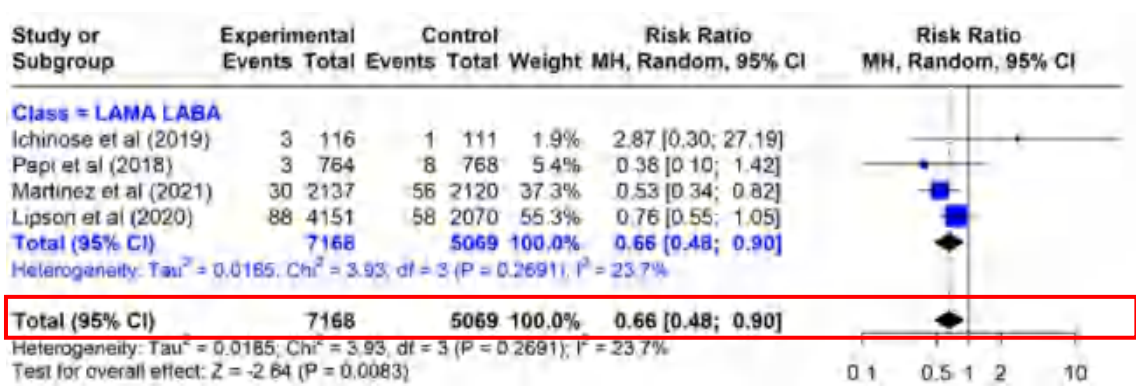 Study or Experimental Control Risk Ratio Risk Ratio
Subgroup Events Total Events Total Weight MH, Random, 95% CI MH, Random, 95% CI
Class = LAMA LABA
Ichinose et al (2019) 3 116 1 111 1.9% 2.87 [0.30; 27.19]
Papi et al (2018) 3 764 8 768 5.4% 0.38 [0.10; 1.42]
Martinez et al (2021) 30 2137 56 2120 37.3% 0.53 [0.34; 0.82]
Lipson et al (2020) 88 4151 58 2070 55.3% 0.76 [0.55; 1.05]
Total (95% CI) 7168 5069 100.0% 0.66 [0.48; 0.90]
Heterogeneity: Tau² = 0.0165; Chi² = 3.93, df = 3 (P = 0.2691); I² = 23.7%
Total (95% CI) 7168 5069 100.0% 0.66 [0.48; 0.90]
Heterogeneity: Tau² = 0.0165; Chi² = 3.93, df = 3 (P = 0.2691); I² = 23.7%
Test for overall effect: Z = -2.64 (P = 0.0083)
0.1 0.5 1 2 10